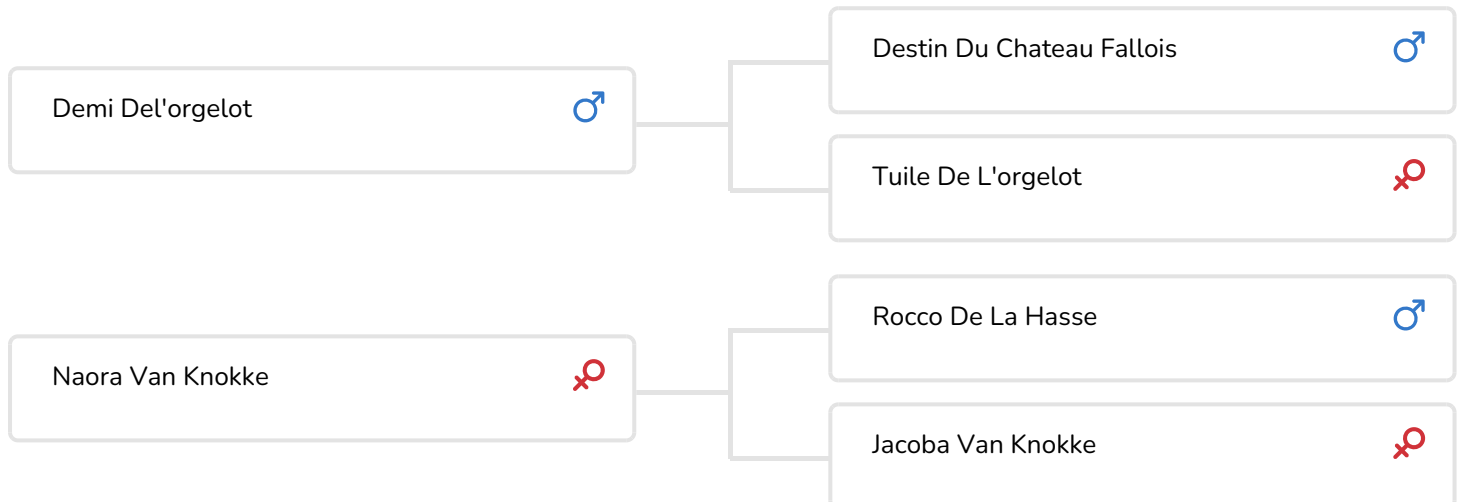 Destin Du Chateau Fallois
Demi Del'orgelot
Tuile De L'orgelot
Rocco De La Hasse
Naora Van Knokke
Jacoba Van Knokke